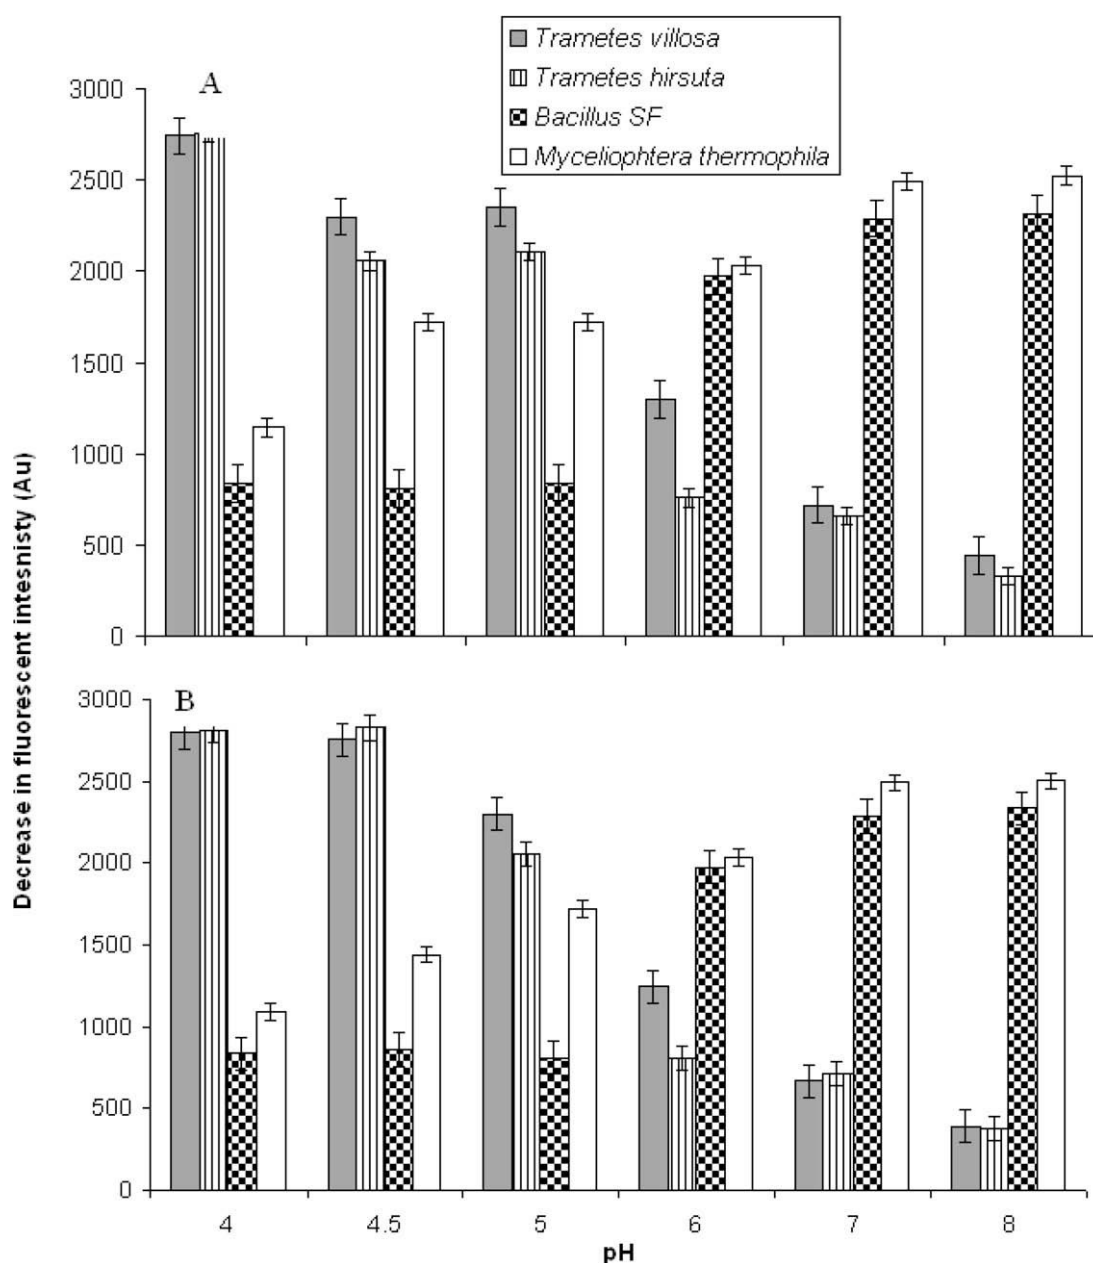 Trametes villosa
Trametes hirsuta
Bacillus SF
Myceliophtera thermophila
A
3000
2500
2000
1500
1000
500
0
Decrease in fluorescent intesnisty (Au)
B
3000
2500
2000
1500
1000
500
0
4 4.5 5 6 7 8
pH